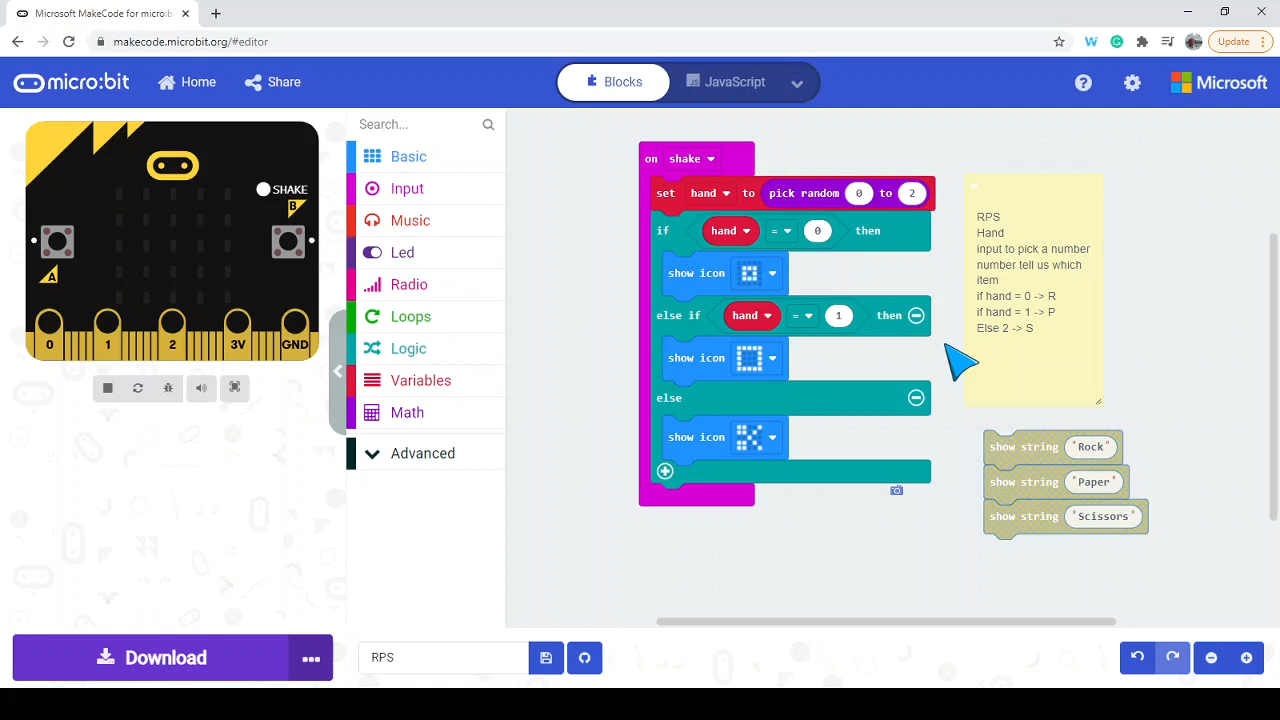 Microsoft MakeCode for micro:b
makecode.microbit.org/#editor
Update
micro:bit
Home
Share
Blocks
JavaScript
Microsoft
SHAKE
B
A
0
1
2
3V
GND
Search...
Basic
Input
Music
Led
Radio
Loops
Logic
Variables
Math
Advanced
on shake
set hand to pick random 0 to 2
if hand = 0 then
show icon
else if hand = 1 then
show icon
else
show icon
RPS
Hand
input to pick a number
number tell us which
item
if hand = 0 -> R
if hand = 1 -> P
Else 2 -> S
show string "Rock"
show string "Paper"
show string "Scissors"
Download
RPS